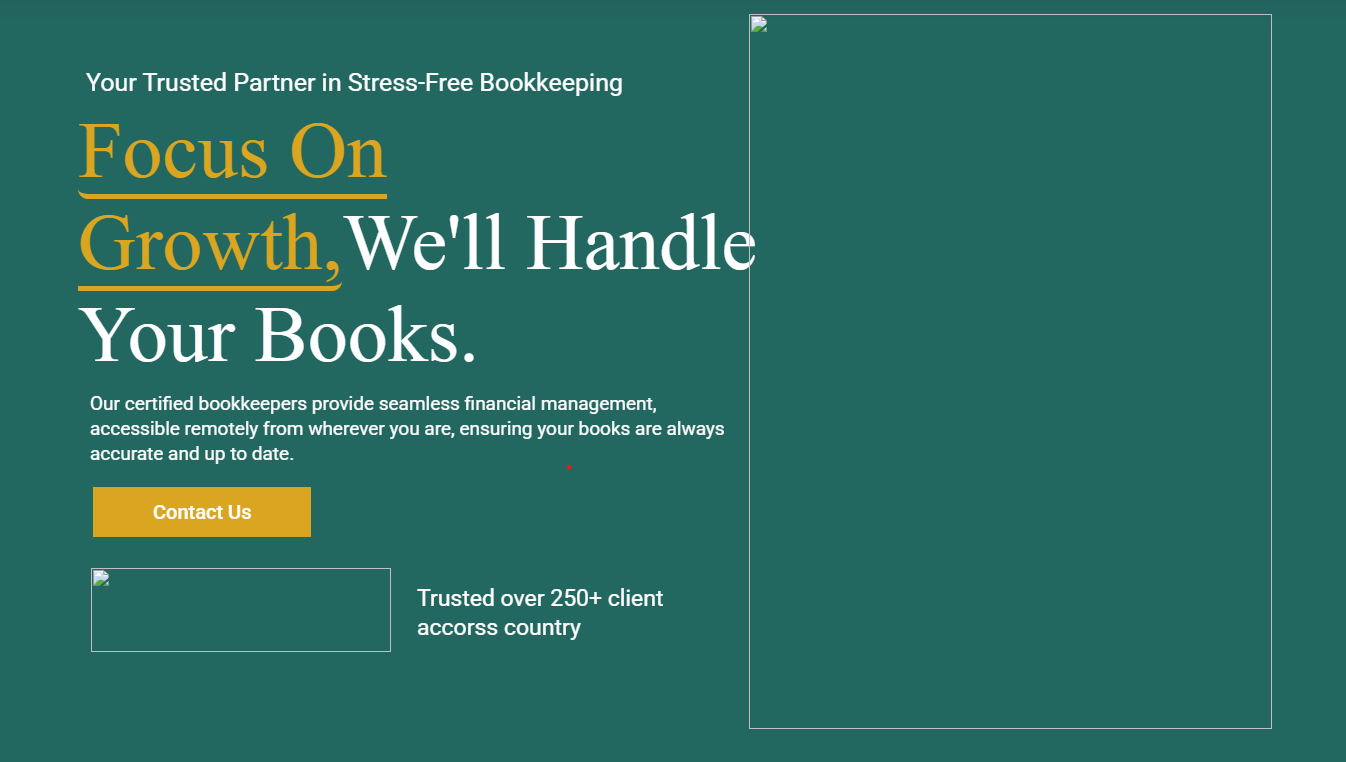 Your Trusted Partner in Stress-Free Bookkeeping
Focus On
Growth,We'll Handle
Your Books.
Our certified bookkeepers provide seamless financial management,
accessible remotely from wherever you are, ensuring your books are always
accurate and up to date.
Contact Us
Trusted over 250+ client
accorss country